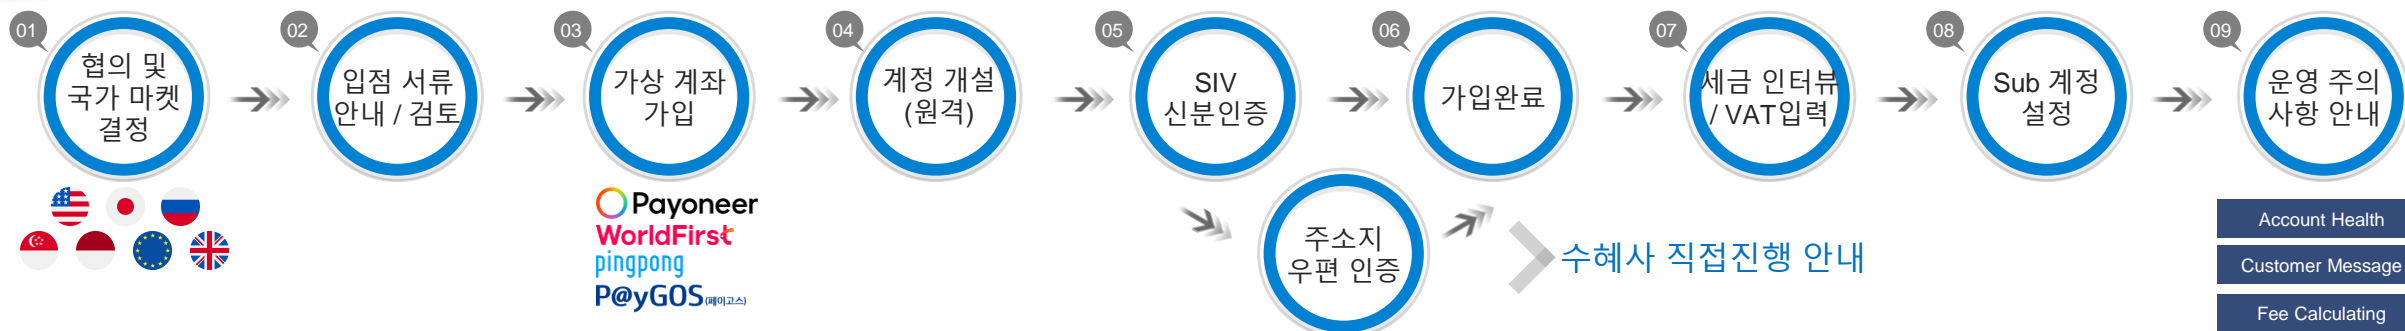 01
협의 및
국가 마켓
결정
02
입점 서류
안내 / 검토
03
가상 계좌
가입
04
계정 개설
(원격)
05
SIV
신분인증
06
가입완료
07
세금 인터뷰
/ VAT입력
08
Sub 계정
설정
09
운영 주의
사항 안내
Payoneer
WorldFirst
pingpong
P@yGOS(페이고스)
주소지
우편 인증
수혜사 직접진행 안내
Account Health
Customer Message
Fee Calculating